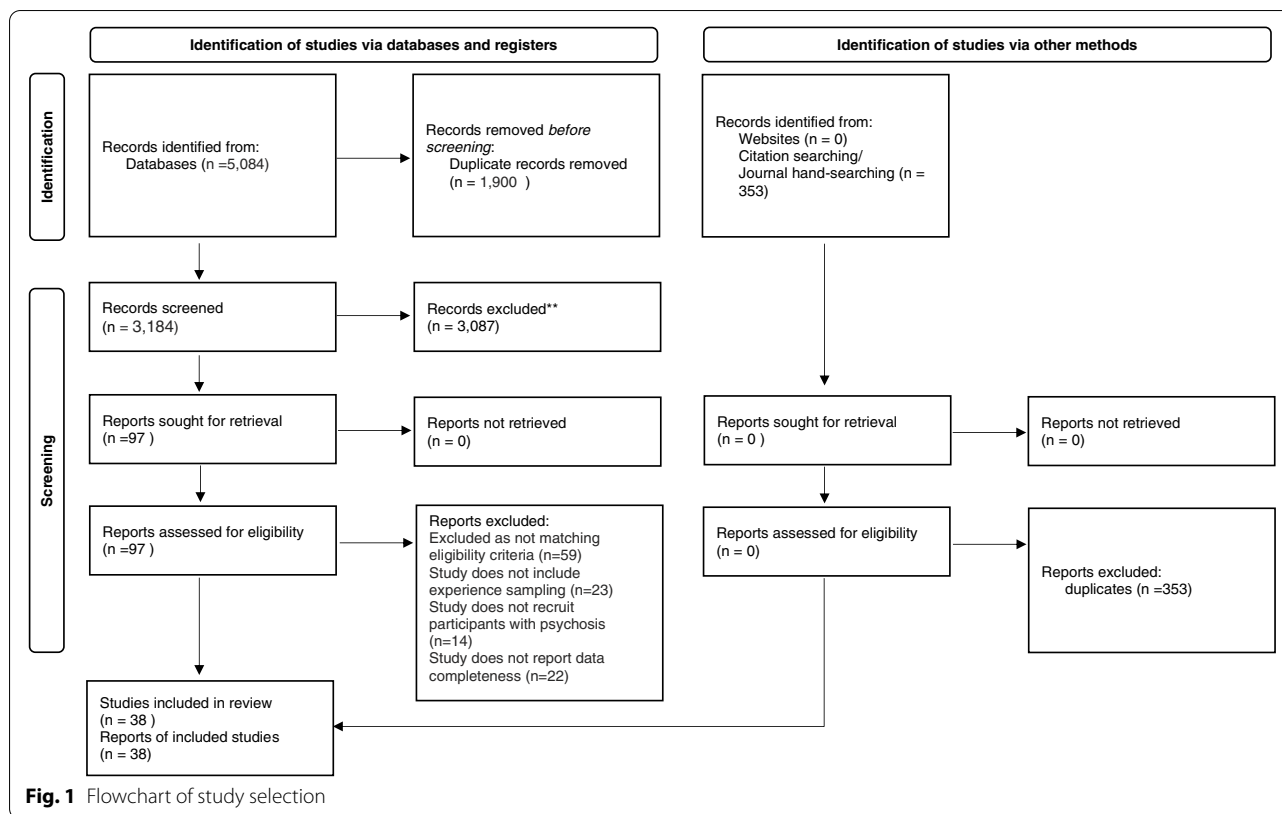 Identification of studies via databases and registers
Identification of studies via other methods
Identification
Records identified from:
Databases (n =5,084)
Records removed before
screening:
Duplicate records removed
(n = 1,900 )
Records identified from:
Websites (n = 0)
Citation searching/
Journal hand-searching (n =
353)
Screening
Records screened
(n = 3,184)
Records excluded**
(n = 3,087)
Reports sought for retrieval
(n =97 )
Reports not retrieved
(n = 0)
Reports sought for retrieval
(n = 0 )
Reports not retrieved
(n = 0)
Reports assessed for eligibility
(n =97 )
Reports excluded:
Excluded as not matching
eligibility criteria (n=59)
Study does not include
experience sampling (n=23)
Study does not recruit
participants with psychosis
(n=14)
Study does not report data
completeness (n=22)
Reports assessed for eligibility
(n = 0)
Reports excluded:
duplicates (n =353)
Studies included in review
(n = 38 )
Reports of included studies
(n = 38)
Fig. 1 Flowchart of study selection